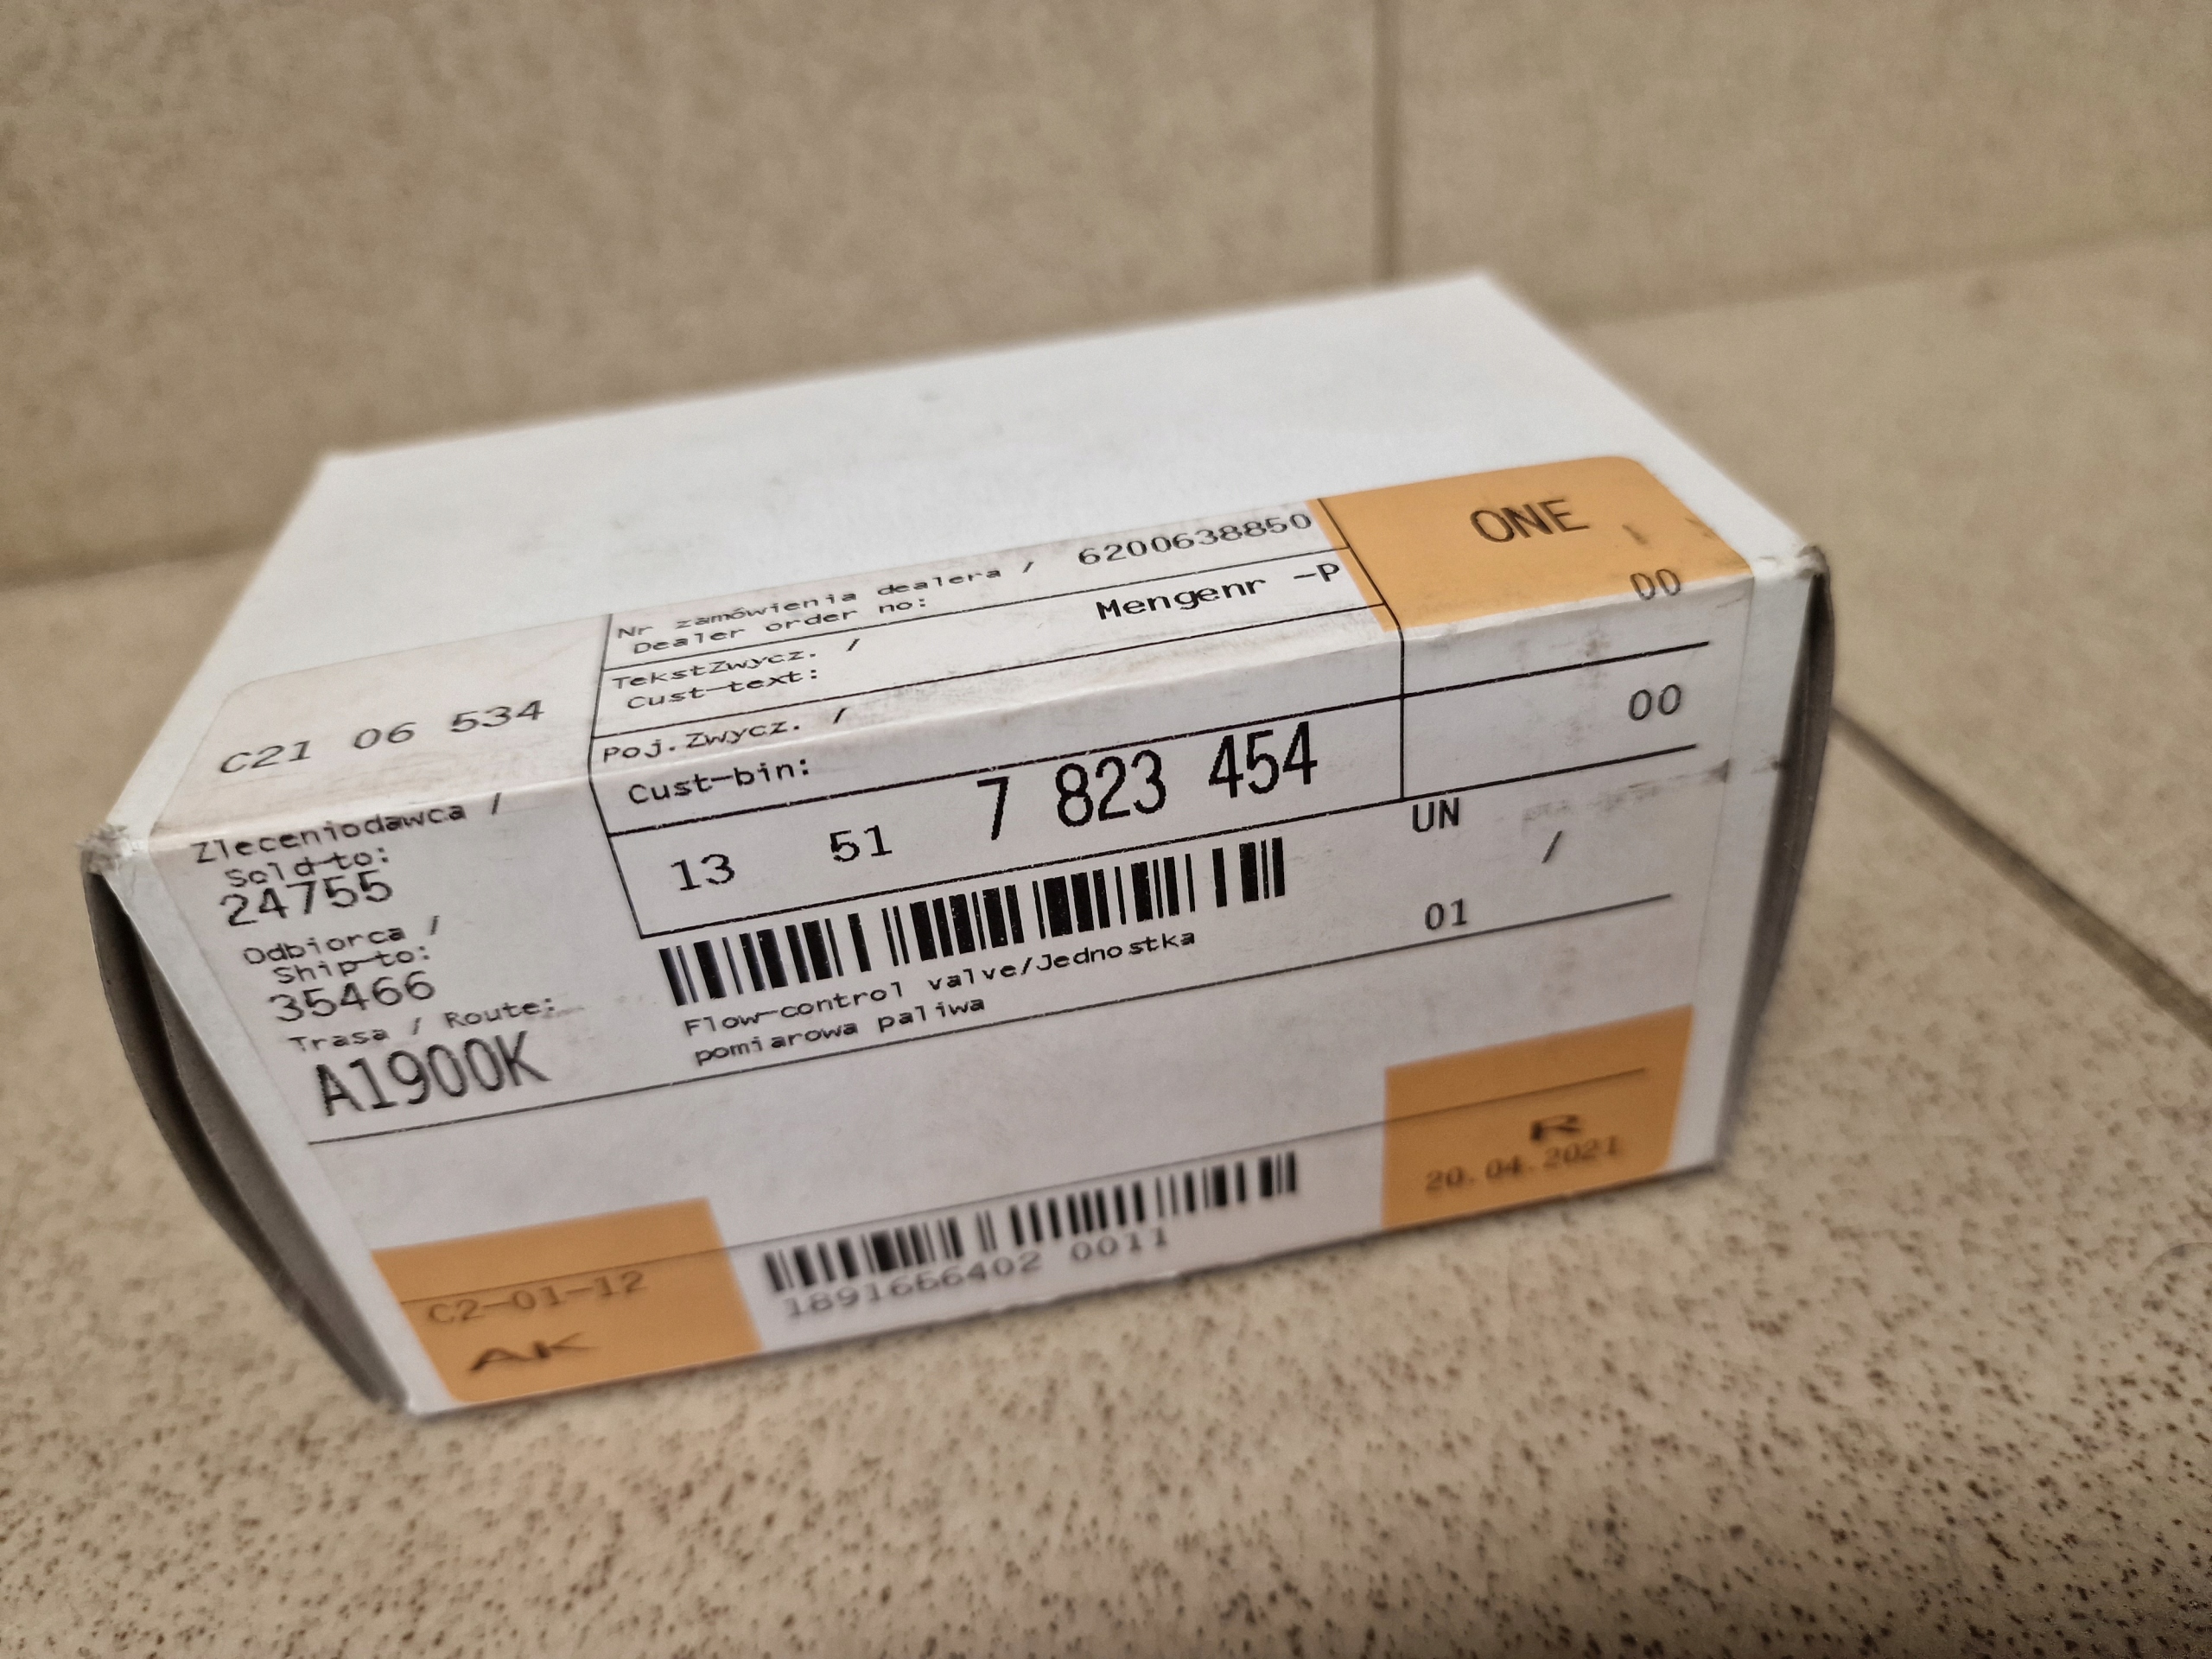 Nr zamówienia dealera / 6200638850
Dealer order no:
ONE
TekstZwycz. / Mengenr -P
Cust-text:
00
C21 06 534
Poj.Zwycz. /
Cust-bin:
00
Zleceniodawca /
Sold-to:
24755
13 51 7 823 454
UN
/
Odbiorca /
Ship-to:
35466
01
Flow-control valve/Jednostka
pomiarowa paliwa
Trasa / Route:
A1900K
R
20.04.2021
C2-01-12
AK
1891656402 0011